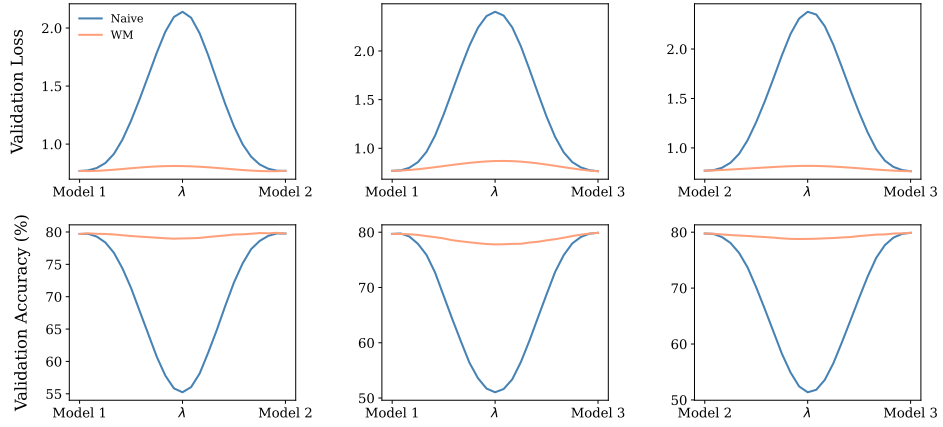 Validation Loss
2.0
1.5
1.0
Naive
WM
Model 1 λ Model 2
2.0
1.5
1.0
Model 1 λ Model 3
2.0
1.5
1.0
Model 2 λ Model 3
Validation Accuracy (%)
80
75
70
65
60
55
Model 1 λ Model 2
80
70
60
50
Model 1 λ Model 3
80
70
60
50
Model 2 λ Model 3